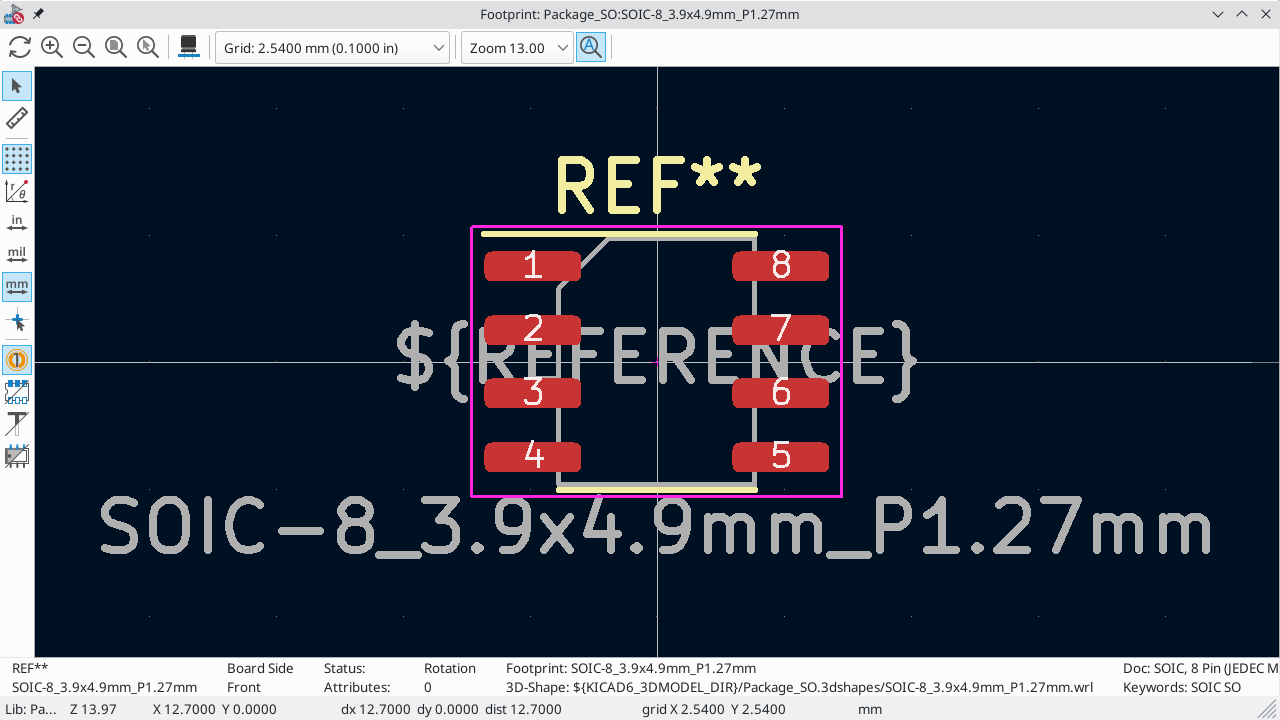 Footprint: Package_SO:SOIC-8_3.9x4.9mm_P1.27mm
Grid: 2.5400 mm (0.1000 in)
Zoom 13.00
A
r
θ
in
mil
mm
REF**
1
8
2
7
${REFERENCE}
3
6
4
5
SOIC-8_3.9x4.9mm_P1.27mm
REF**
Board Side
Status:
Rotation
Footprint: SOIC-8_3.9x4.9mm_P1.27mm
Doc: SOIC, 8 Pin (JEDEC M
SOIC-8_3.9x4.9mm_P1.27mm
Front
Attributes:
0
3D-Shape: ${KICAD6_3DMODEL_DIR}/Package_SO.3dshapes/SOIC-8_3.9x4.9mm_P1.27mm.wrl
Keywords: SOIC SO
Lib: Pa...
Z 13.97
X 12.7000 Y 0.0000
dx 12.7000 dy 0.0000 dist 12.7000
grid X 2.5400 Y 2.5400
mm